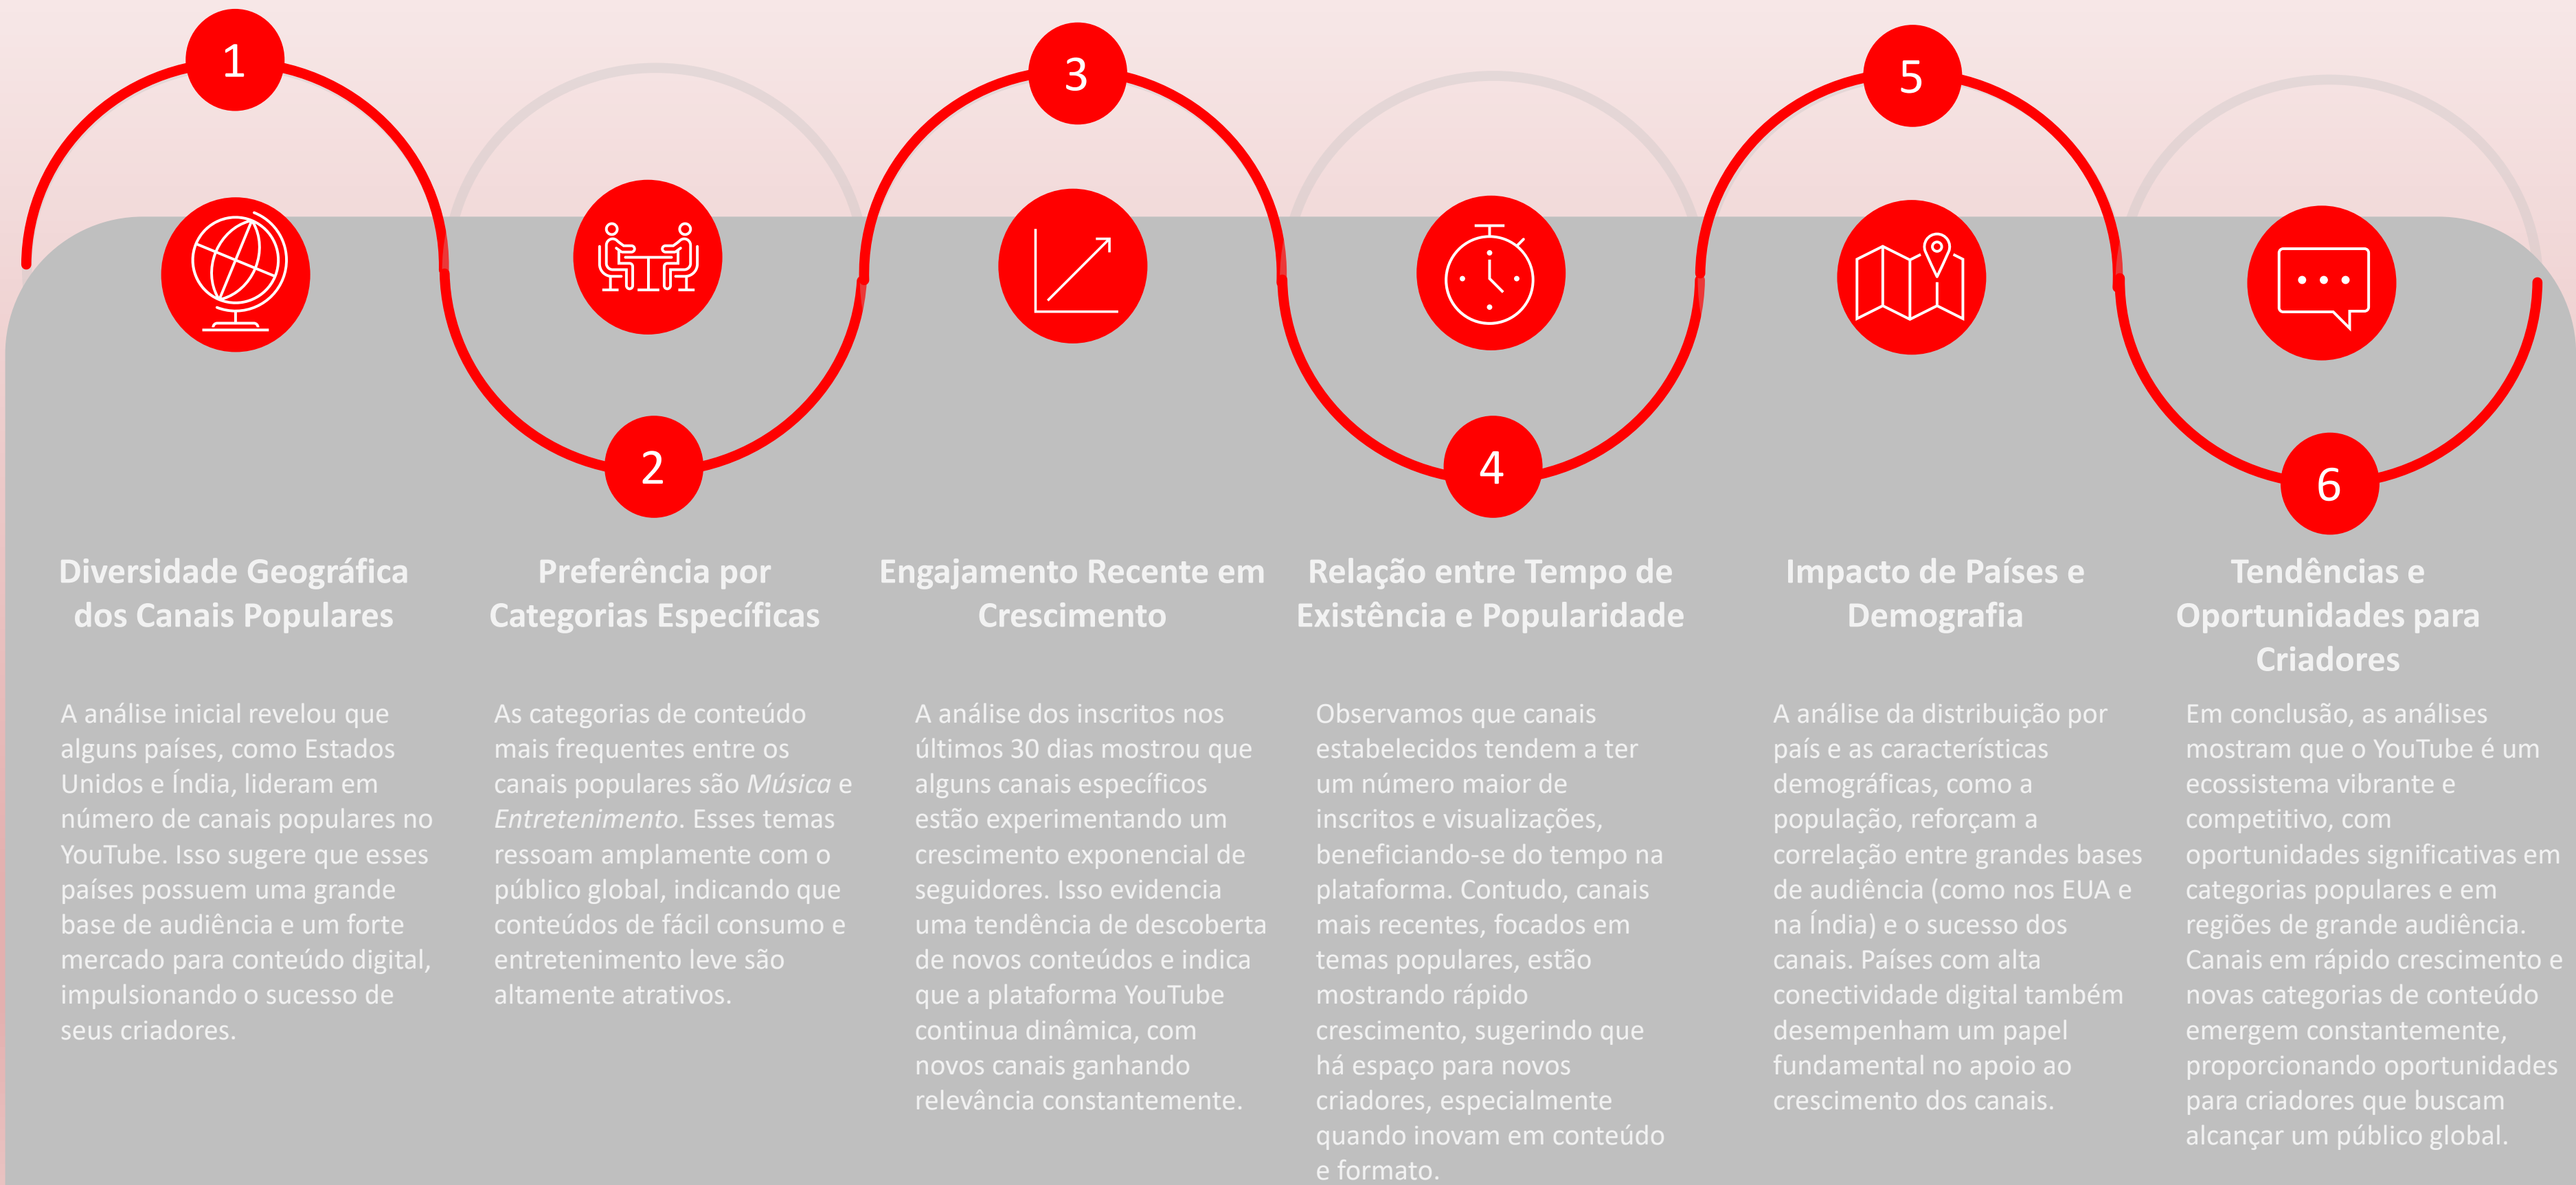 1
Diversidade Geográfica
dos Canais Populares
A análise inicial revelou que
alguns países, como Estados
Unidos e Índia, lideram em
número de canais populares no
YouTube. Isso sugere que esses
países possuem uma grande
base de audiência e um forte
mercado para conteúdo digital,
impulsionando o sucesso de
seus criadores.
2
Preferência por
Categorias Específicas
As categorias de conteúdo
mais frequentes entre os
canais populares são Música e
Entretenimento. Esses temas
ressoam amplamente com o
público global, indicando que
conteúdos de fácil consumo e
entretenimento leve são
altamente atrativos.
3
Engajamento Recente em
Crescimento
A análise dos inscritos nos
últimos 30 dias mostrou que
alguns canais específicos
estão experimentando um
crescimento exponencial de
seguidores. Isso evidencia
uma tendência de descoberta
de novos conteúdos e indica
que a plataforma YouTube
continua dinâmica, com
novos canais ganhando
relevância constantemente.
4
Relação entre Tempo de
Existência e Popularidade
Observamos que canais
estabelecidos tendem a ter
um número maior de
inscritos e visualizações,
beneficiando-se do tempo na
plataforma. Contudo, canais
mais recentes, focados em
temas populares, estão
mostrando rápido
crescimento, sugerindo que
há espaço para novos
criadores, especialmente
quando inovam em conteúdo
e formato.
5
Impacto de Países e
Demografia
A análise da distribuição por
país e as características
demográficas, como a
população, reforçam a
correlação entre grandes bases
de audiência (como nos EUA e
na Índia) e o sucesso dos
canais. Países com alta
conectividade digital também
desempenham um papel
fundamental no apoio ao
crescimento dos canais.
6
Tendências e
Oportunidades para
Criadores
Em conclusão, as análises
mostram que o YouTube é um
ecossistema vibrante e
competitivo, com
oportunidades significativas em
categorias populares e em
regiões de grande audiência.
Canais em rápido crescimento e
novas categorias de conteúdo
emergem constantemente,
proporcionando oportunidades
para criadores que buscam
alcançar um público global.